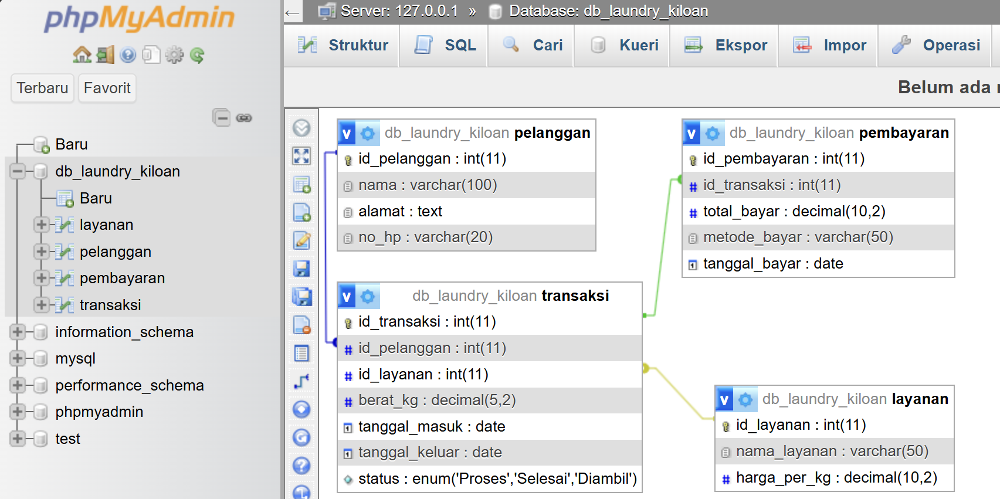 phpMyAdmin
Terbaru
Favorit
Baru
db_laundry_kiloan
Baru
layanan
pelanggan
pembayaran
transaksi
information_schema
mysql
performance_schema
phpmyadmin
test
Server: 127.0.0.1 » Database: db_laundry_kiloan
Struktur
SQL
Cari
Kueri
Ekspor
Impor
Operasi
Belum ada
v db_laundry_kiloan pelanggan
id_pelanggan : int(11)
nama : varchar(100)
alamat : text
no_hp : varchar(20)
v db_laundry_kiloan pembayaran
id_pembayaran : int(11)
# id_transaksi : int(11)
# total_bayar : decimal(10,2)
metode_bayar : varchar(50)
tanggal_bayar : date
v db_laundry_kiloan transaksi
id_transaksi : int(11)
# id_pelanggan : int(11)
# id_layanan : int(11)
# berat_kg : decimal(5,2)
tanggal_masuk : date
tanggal_keluar : date
status : enum('Proses','Selesai','Diambil')
v db_laundry_kiloan layanan
id_layanan : int(11)
nama_layanan : varchar(50)
# harga_per_kg : decimal(10,2)